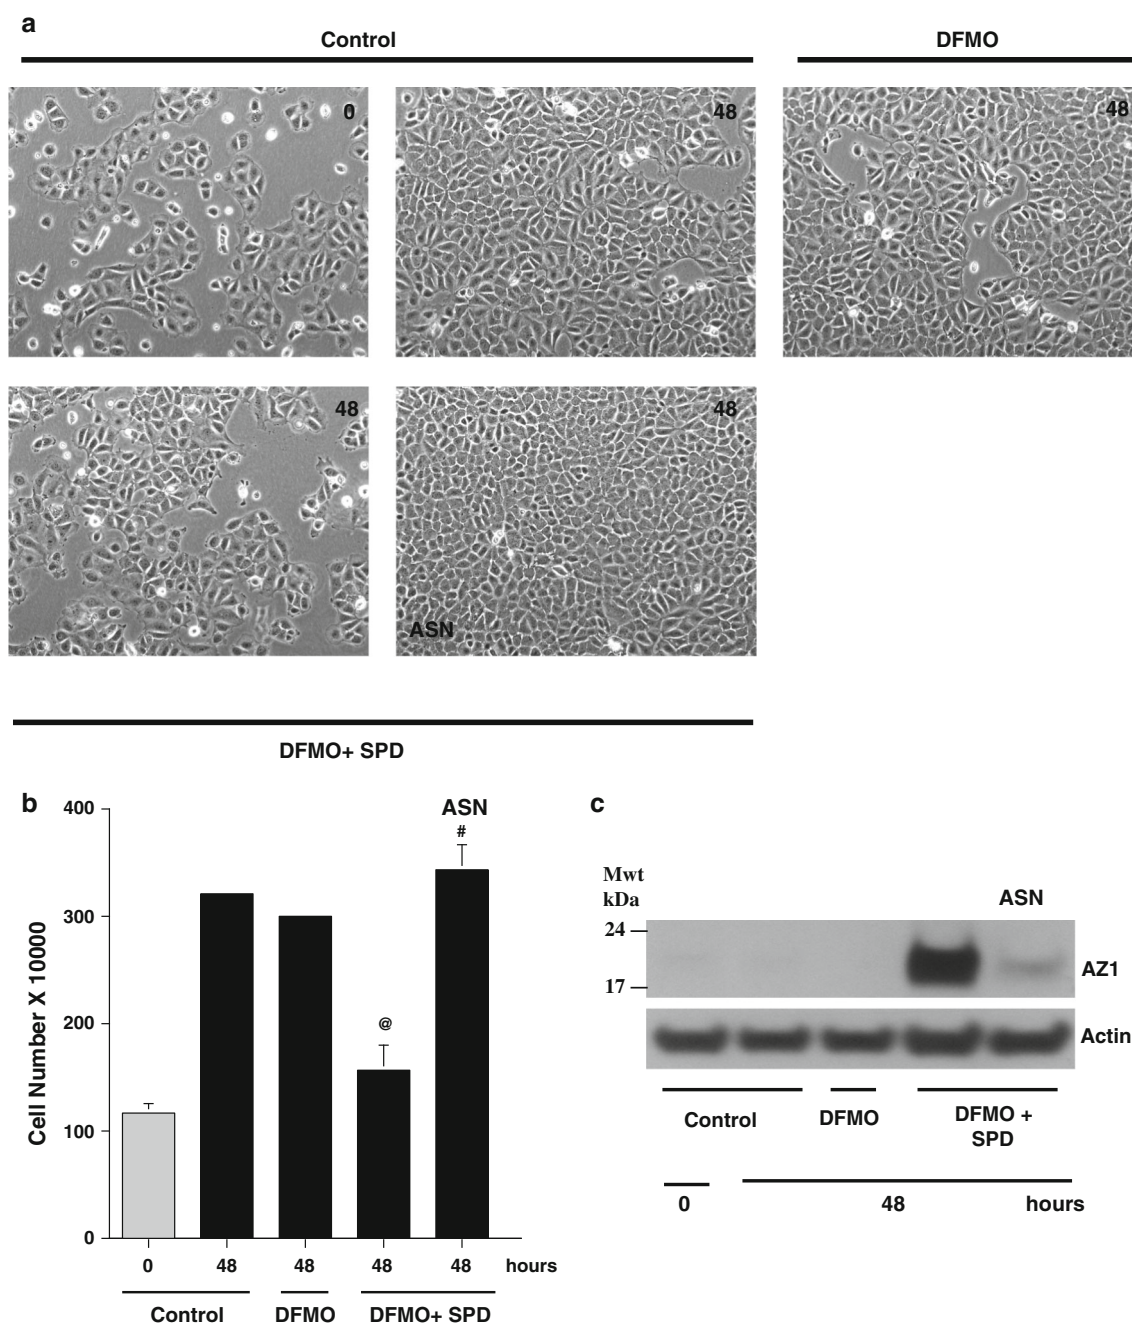 a
Control
DFMO
0
48
48
48
48
ASN
DFMO+ SPD
b
Cell Number X 10000
400
300
200
100
0
ASN
#
@
0
48
48
48
48
hours
Control
DFMO
DFMO+ SPD
c
Mwt
kDa
ASN
24
17
AZ1
Actin
Control
DFMO
DFMO +
SPD
0
48
hours